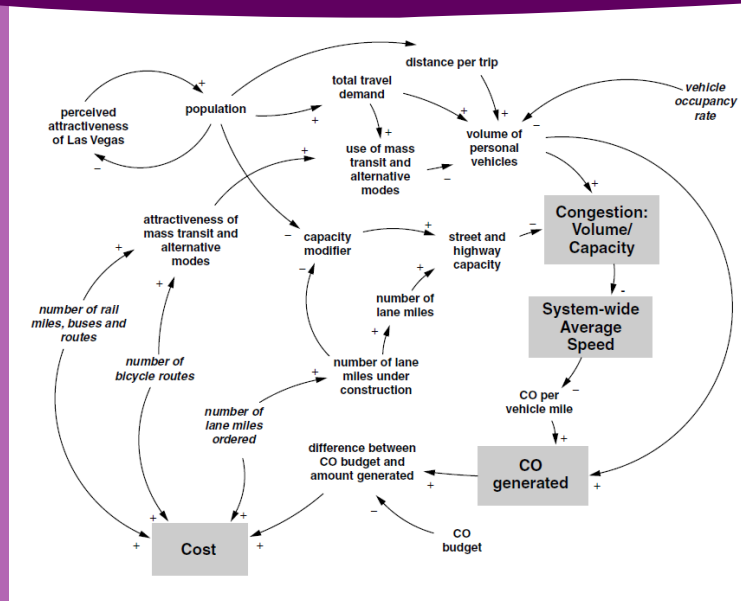 distance per trip
total travel
demand
vehicle
occupancy
rate
perceived
attractiveness
of Las Vegas
+
population
+
+
+
+
−
volume of
personal
vehicles
use of mass
transit and
alternative
modes
+
−
−
+
+
attractiveness of
mass transit and
alternative
modes
−
capacity
modifier
−
+
street and
highway
capacity
−
Congestion:
Volume/
Capacity
+
+
+
number of
lane miles
-
number of rail
miles, buses and
routes
+
System-wide
Average
Speed
number of
bicycle routes
+
number of lane
miles under
construction
−
CO per
vehicle mile
number of
lane miles
ordered
difference between
CO budget and
amount generated
+
+
CO
generated
+
−
CO
budget
+
+
+
+
Cost